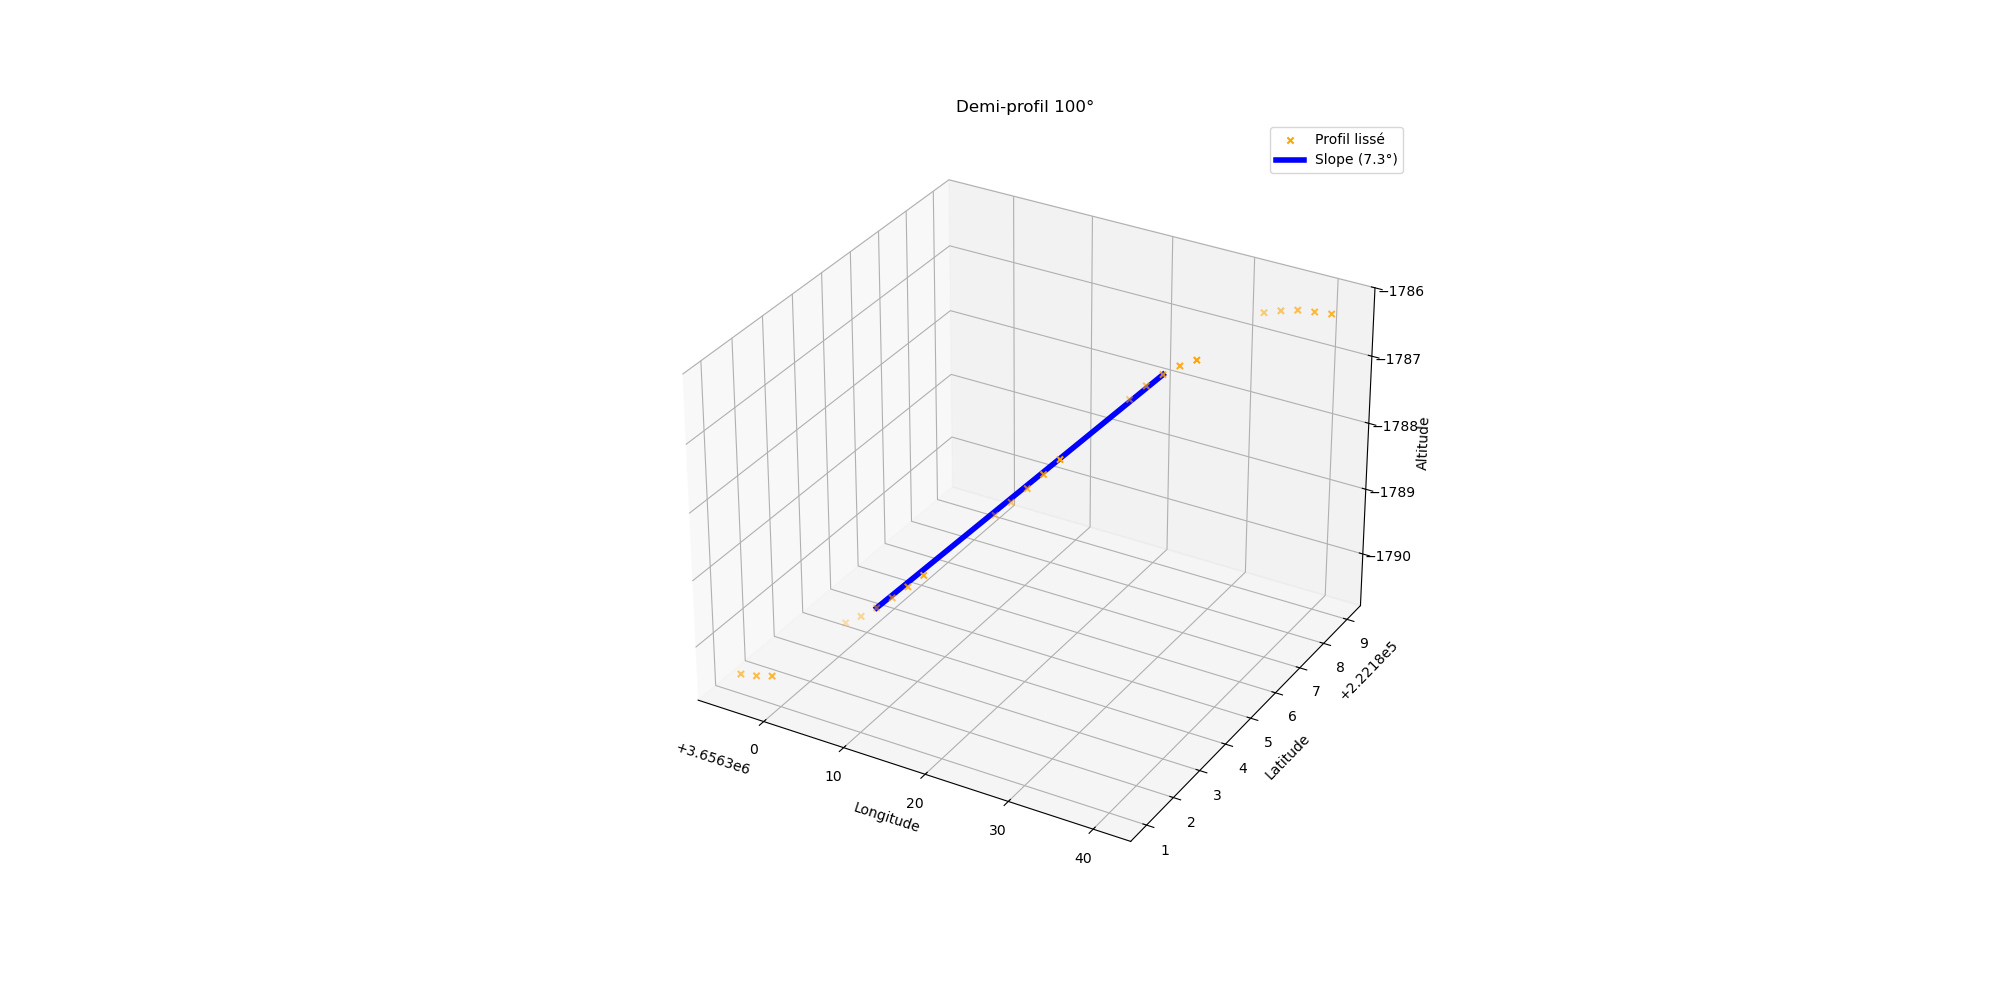 Demi-profil 100°
Profil lissé
Slope (7.3°)
−1786
−1787
−1788
−1789
−1790
Altitude
9
8
7
6
5
4
3
2
1
+2.2218e5
Latitude
0
10
20
30
40
+3.6563e6
Longitude